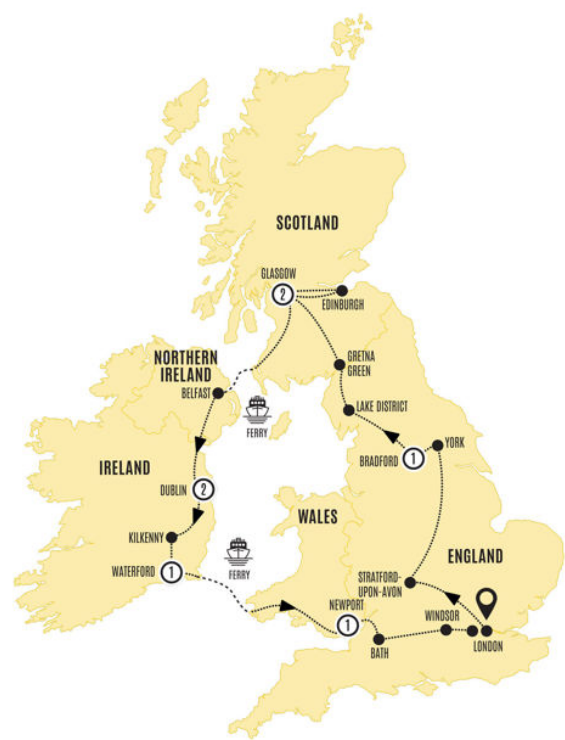 SCOTLAND
GLASGOW
2
EDINBURGH
GRETNA
GREEN
NORTHERN
IRELAND
BELFAST
LAKE DISTRICT
FERRY
YORK
BRADFORD
1
IRELAND
DUBLIN
2
WALES
KILKENNY
ENGLAND
WATERFORD
1
FERRY
STRATFORD-
UPON-AVON
NEWPORT
1
WINDSOR
LONDON
BATH